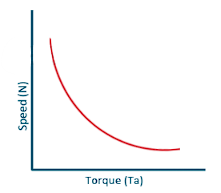 Speed (N)
Torque (Ta)